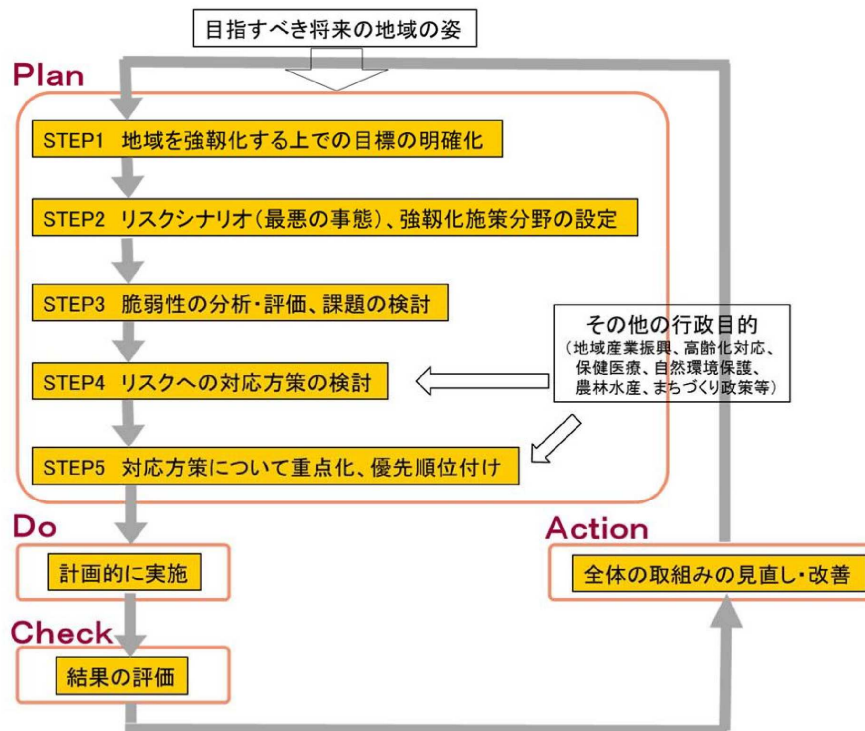 目指すべき将来の地域の姿
Plan
STEP1 地域を強靱化する上での目標の明確化
STEP2 リスクシナリオ(最悪の事態)、強靱化施策分野の設定
STEP3 脆弱性の分析・評価、課題の検討
その他の行政目的
(地域産業振興、高齢化対応、
保健医療、自然環境保護、
農林水産、まちづくり政策等)
STEP4 リスクへの対応方策の検討
STEP5 対応方策について重点化、優先順位付け
Do
計画的に実施
Action
全体の取組みの見直し・改善
Check
結果の評価